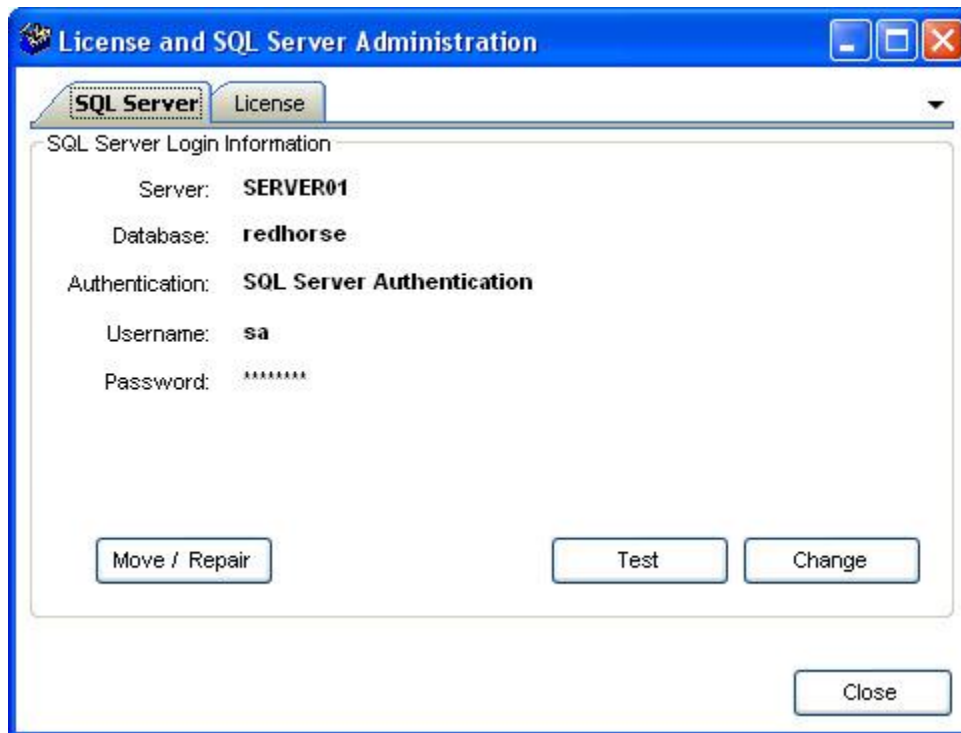 License and SQL Server Administration
SQL Server License
SQL Server Login Information
Server: SERVER01
Database: redhorse
Authentication: SQL Server Authentication
Username: sa
Password: ********
Move / Repair Test Change
Close